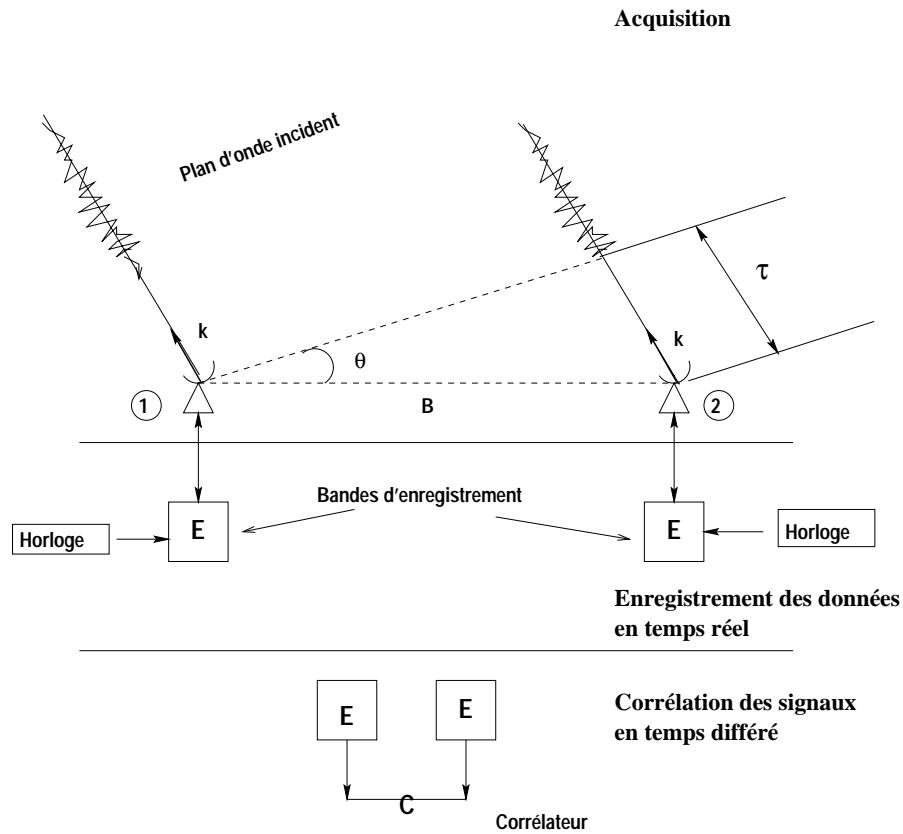 Acquisition
Plan d'onde incident
τ
k
k
θ
1
B
2
Bandes d'enregistrement
E
E
Horloge
Horloge
Enregistrement des données
en temps réel
E
E
Corrélation des signaux
en temps différé
C
Corrélateur